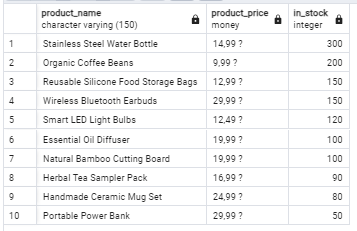 product_name product_price in_stock
character varying (150) money integer
1 Stainless Steel Water Bottle 14,99 ? 300
2 Organic Coffee Beans 9,99 ? 200
3 Reusable Silicone Food Storage Bags 12,99 ? 150
4 Wireless Bluetooth Earbuds 29,99 ? 150
5 Smart LED Light Bulbs 12,49 ? 120
6 Essential Oil Diffuser 19,99 ? 100
7 Natural Bamboo Cutting Board 19,99 ? 100
8 Herbal Tea Sampler Pack 16,99 ? 90
9 Handmade Ceramic Mug Set 24,99 ? 80
10 Portable Power Bank 29,99 ? 50